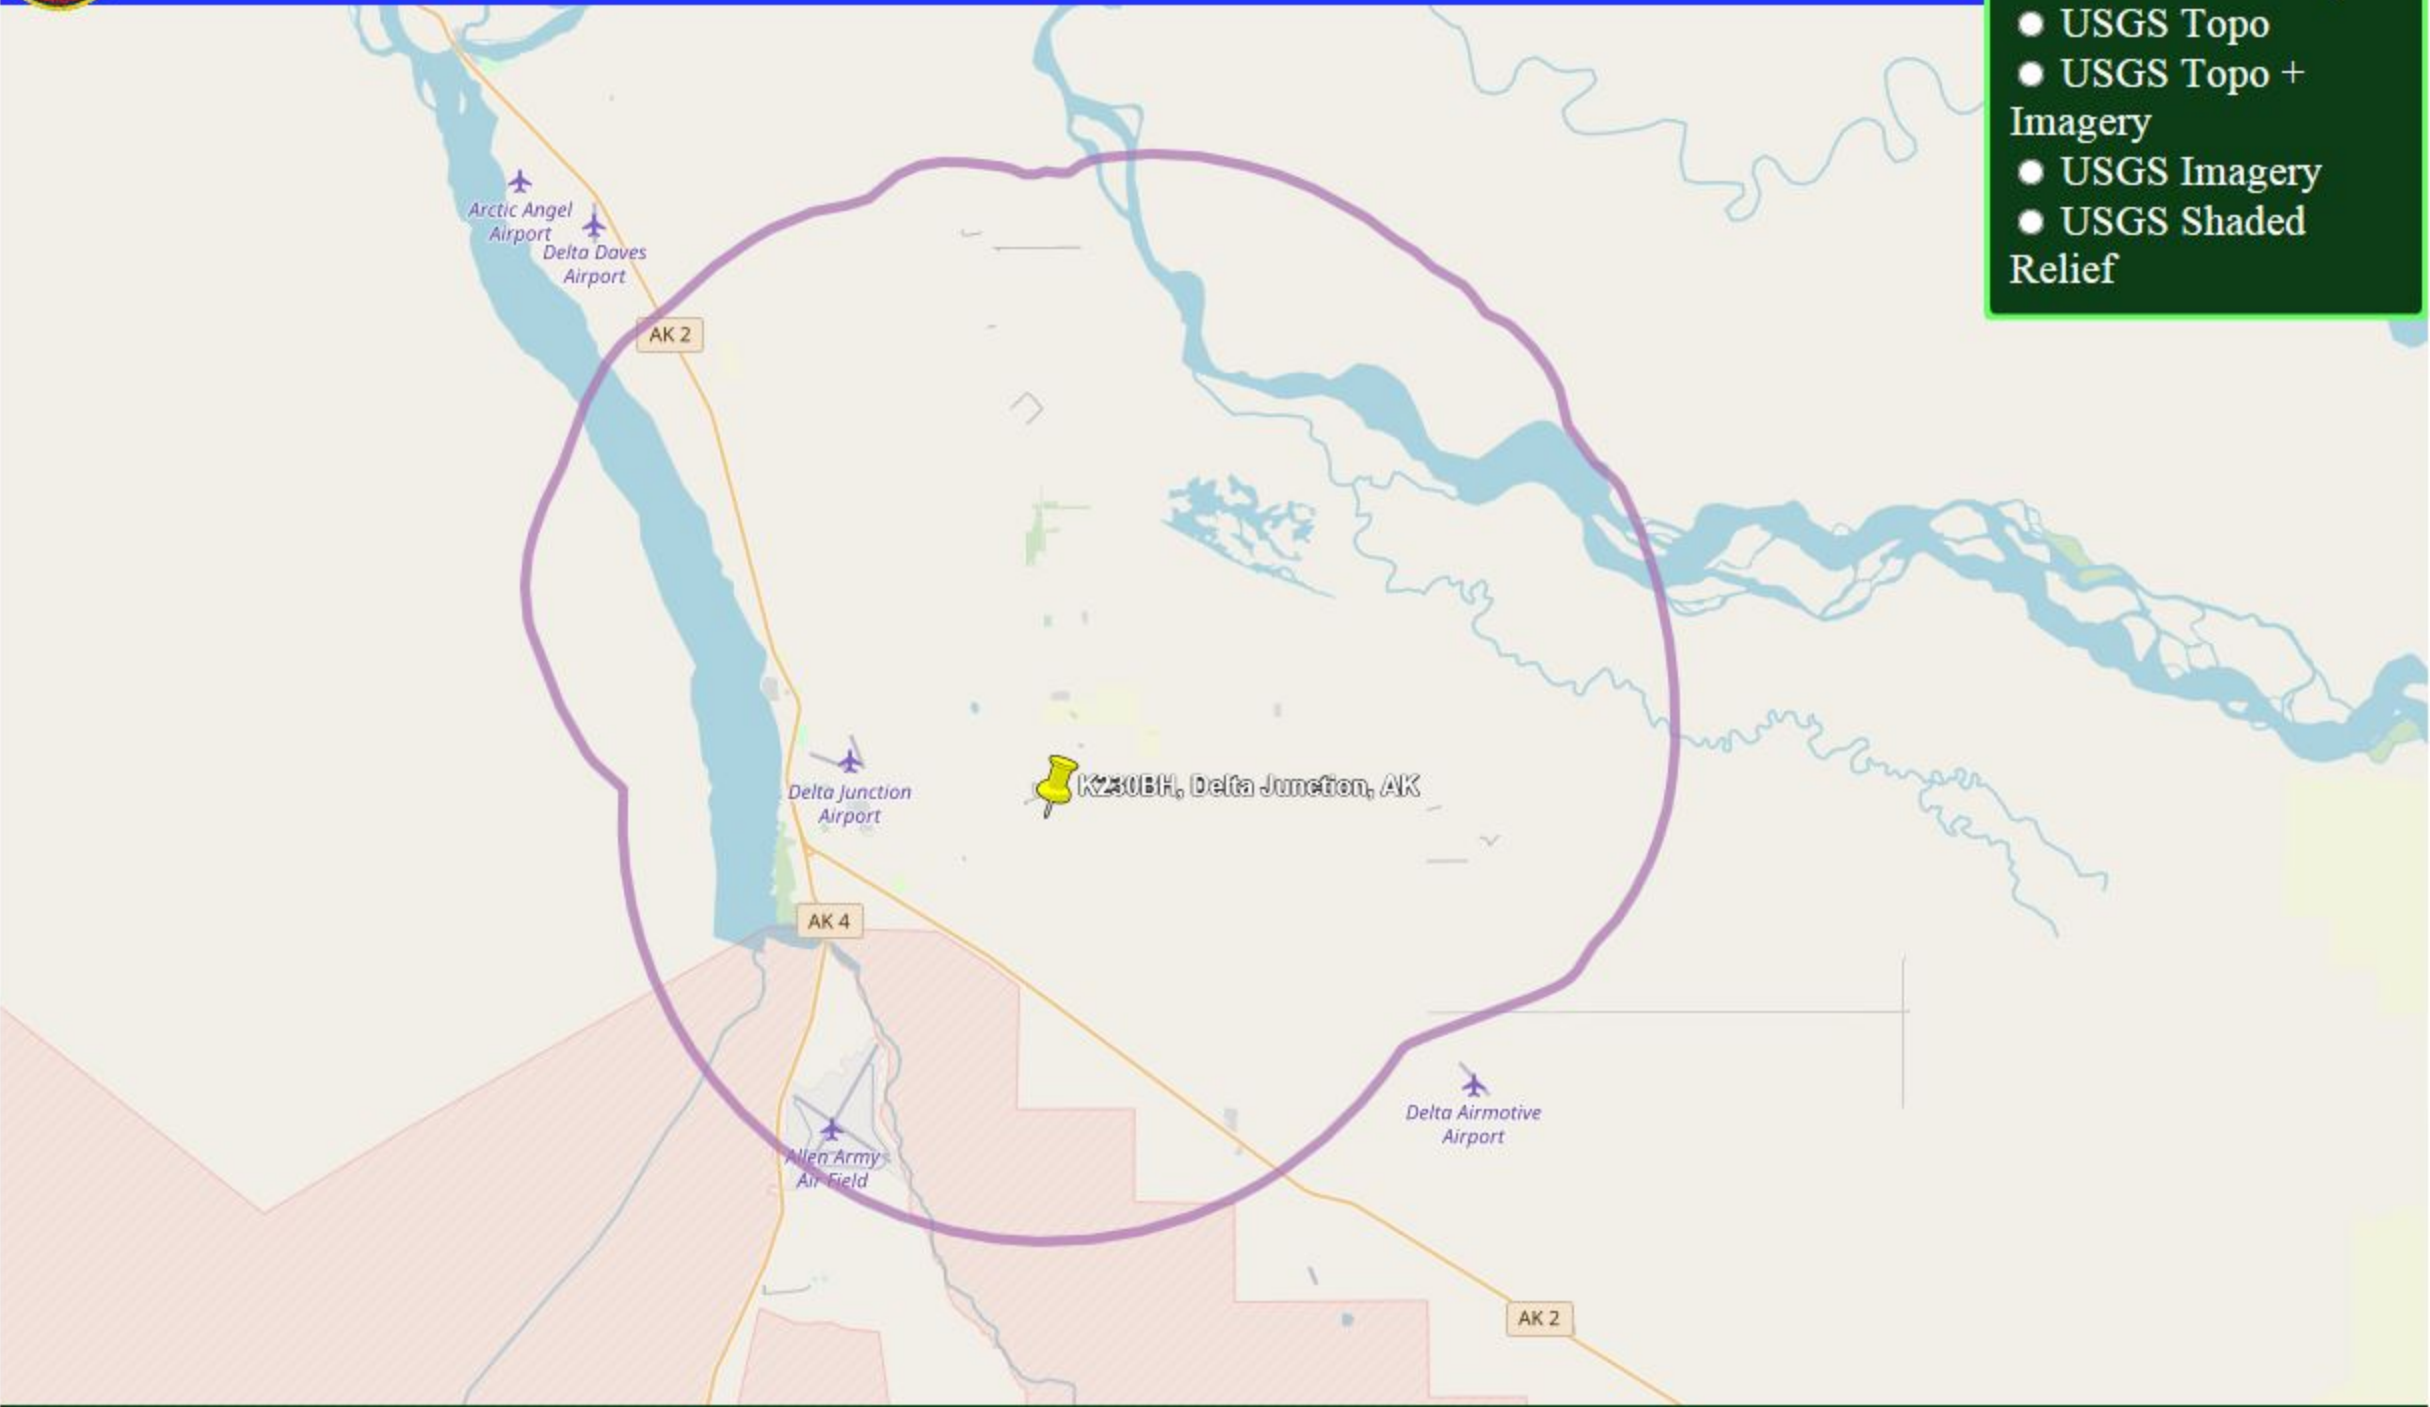 USGS Topo
USGS Topo +
Imagery
USGS Imagery
USGS Shaded
Relief
Arctic Angel
Airport
Delta Daves
Airport
AK 2
K230BH, Delta Junction, AK
Delta Junction
Airport
AK 4
Delta Airmotive
Airport
Allen Army
Air Field
AK 2